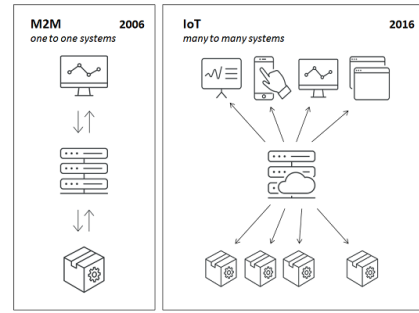 M2M 2006
one to one systems
IoT 2016
many to many systems